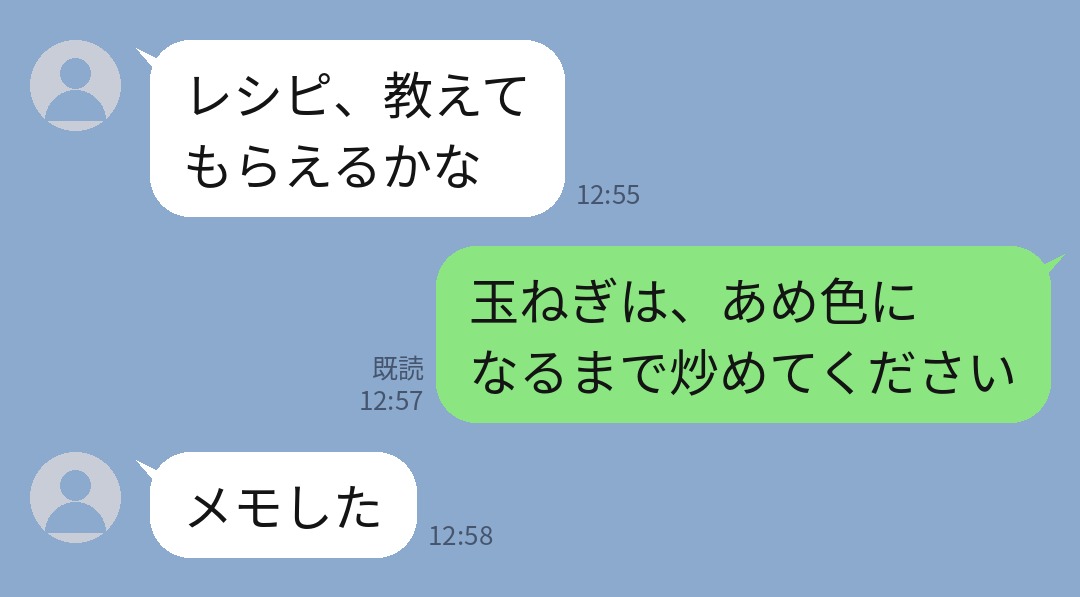 レシピ、教えて
もらえるかな
12:55
玉ねぎは、あめ色に
なるまで炒めてください
既読
12:57
メモした
12:58